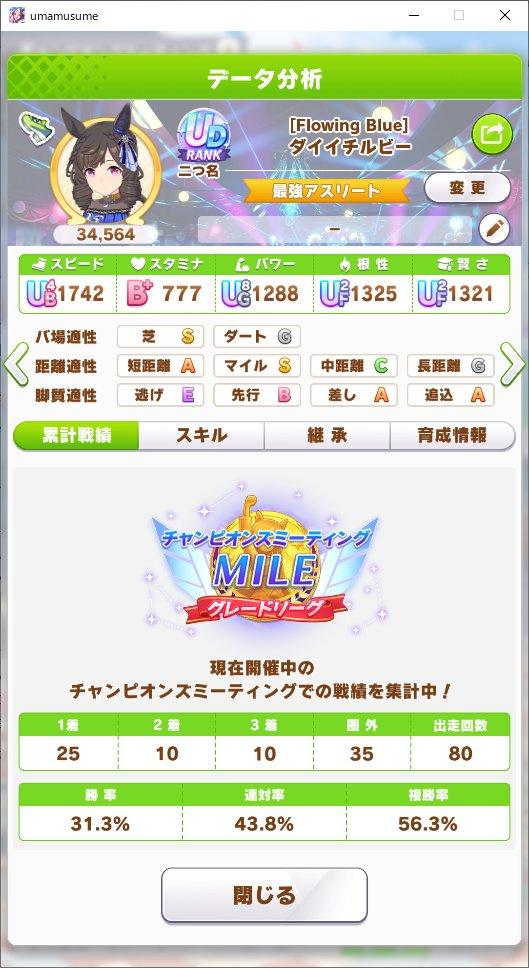 umamusume
データ分析
UD
RANK
二つ名
[Flowing Blue]
ダイイチルビー
最強アスリート
変更
34,564
—
スピード スタミナ パワー 根性 賢さ
UB4 1742 B+ 777 UG8 1288 UF2 1325 UF2 1321
バ場適性 芝 S ダート G
距離適性 短距離 A マイル S 中距離 C 長距離 G
脚質適性 逃げ E 先行 B 差し A 追込 A
累計戦績 スキル 継承 育成情報
チャンピオンズミーティング
MILE
グレードリーグ
現在開催中の
チャンピオンズミーティングでの戦績を集計中！
1着 2着 3着 圏外 出走回数
25 10 10 35 80
勝率 連対率 複勝率
31.3% 43.8% 56.3%
閉じる